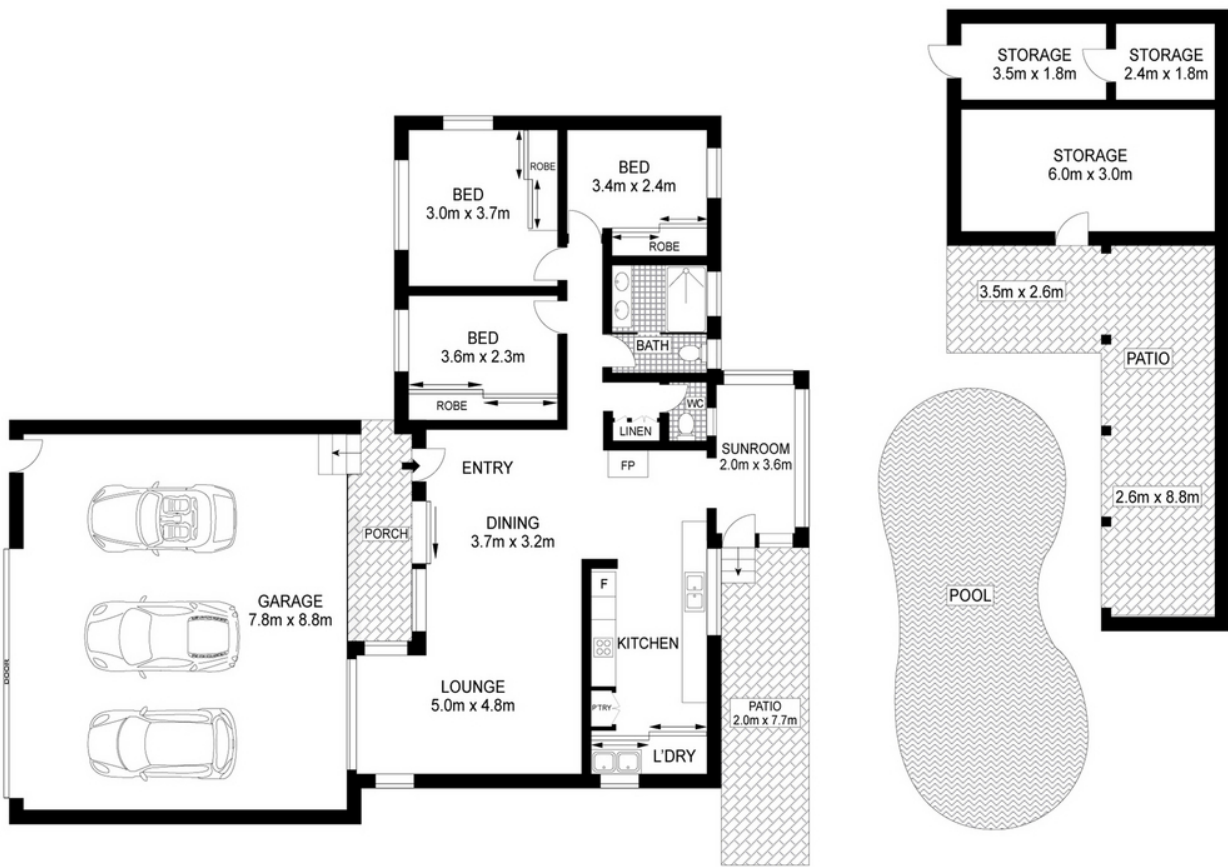 STORAGE
3.5m x 1.8m
STORAGE
2.4m x 1.8m
STORAGE
6.0m x 3.0m
ROBE
BED
3.0m x 3.7m
BED
3.4m x 2.4m
ROBE
3.5m x 2.6m
BED
3.6m x 2.3m
BATH
PATIO
ROBE
WC
LINEN
SUNROOM
2.0m x 3.6m
FP
ENTRY
2.6m x 8.8m
PORCH
DINING
3.7m x 3.2m
F
POOL
GARAGE
7.8m x 8.8m
KITCHEN
DOOR
LOUNGE
5.0m x 4.8m
P'TRY
PATIO
2.0m x 7.7m
L'DRY